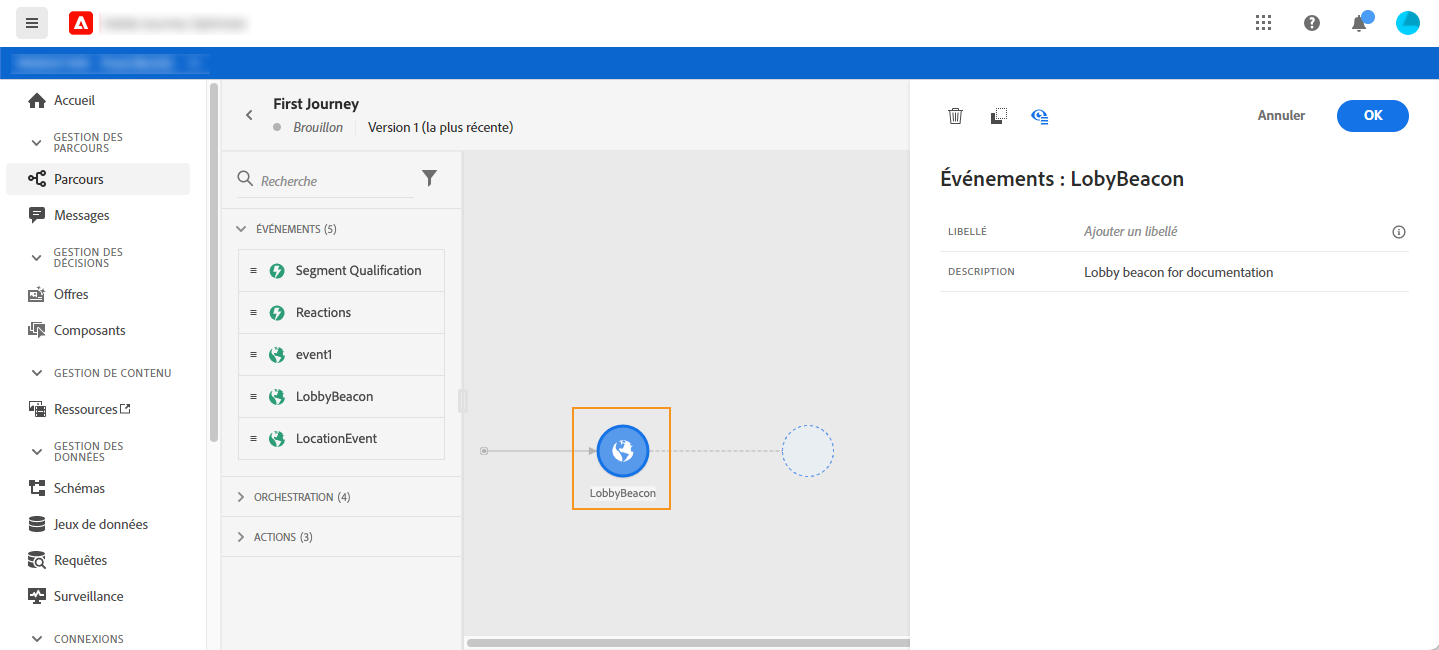 First Journey
Brouillon
Version 1 (la plus récente)
Accueil
GESTION DES
PARCOURS
Parcours
Messages
GESTION DES
DÉCISIONS
Offres
Composants
GESTION DE CONTENU
Ressources
GESTION DES
DONNÉES
Schémas
Jeux de données
Requêtes
Surveillance
CONNEXIONS
Recherche
ÉVÉNEMENTS (5)
Segment Qualification
Reactions
event1
LobbyBeacon
LocationEvent
ORCHESTRATION (4)
ACTIONS (3)
LobbyBeacon
Annuler
OK
Événements : LobyBeacon
LIBELLÉ
Ajouter un libellé
DESCRIPTION
Lobby beacon for documentation